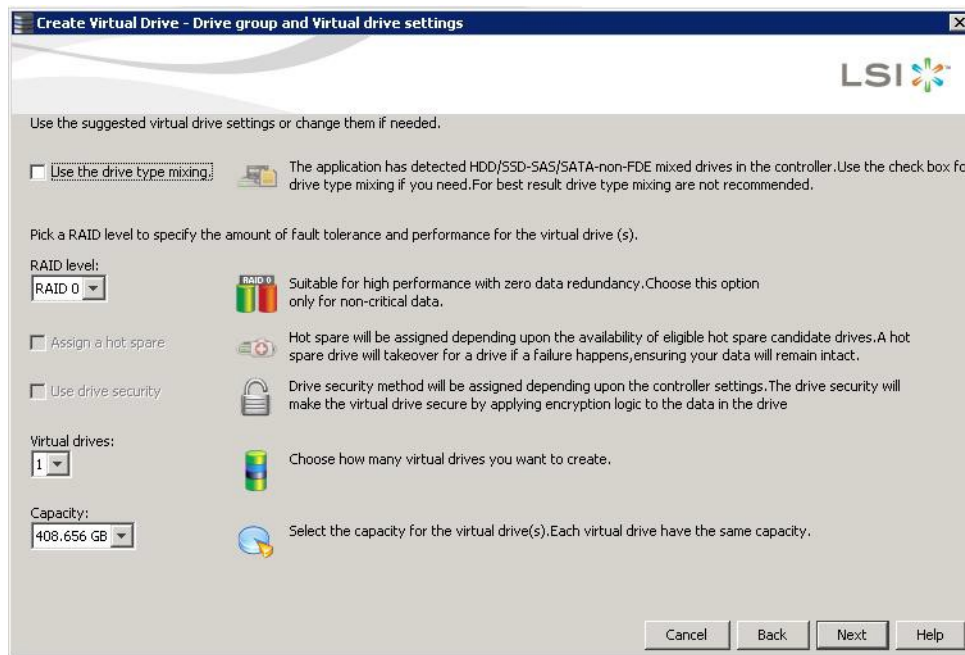 Create Virtual Drive - Drive group and Virtual drive settings
LSI
Use the suggested virtual drive settings or change them if needed.
Use the drive type mixing.
The application has detected HDD/SSD-SAS/SATA-non-FDE mixed drives in the controller.Use the check box fo
drive type mixing if you need.For best result drive type mixing are not recommended.
Pick a RAID level to specify the amount of fault tolerance and performance for the virtual drive (s).
RAID level:
RAID 0
RAID 0
Suitable for high performance with zero data redundancy.Choose this option
only for non-critical data.
Assign a hot spare
Hot spare will be assigned depending upon the availability of eligible hot spare candidate drives.A hot
spare drive will takeover for a drive if a failure happens,ensuring your data will remain intact.
Use drive security
Drive security method will be assigned depending upon the controller settings.The drive security will
make the virtual drive secure by applying encryption logic to the data in the drive
Virtual drives:
1
Choose how many virtual drives you want to create.
Capacity:
408.656 GB
Select the capacity for the virtual drive(s).Each virtual drive have the same capacity.
Cancel
Back
Next
Help